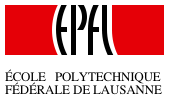 EPFL
ÉCOLE POLYTECHNIQUE
FÉDÉRALE DE LAUSANNE